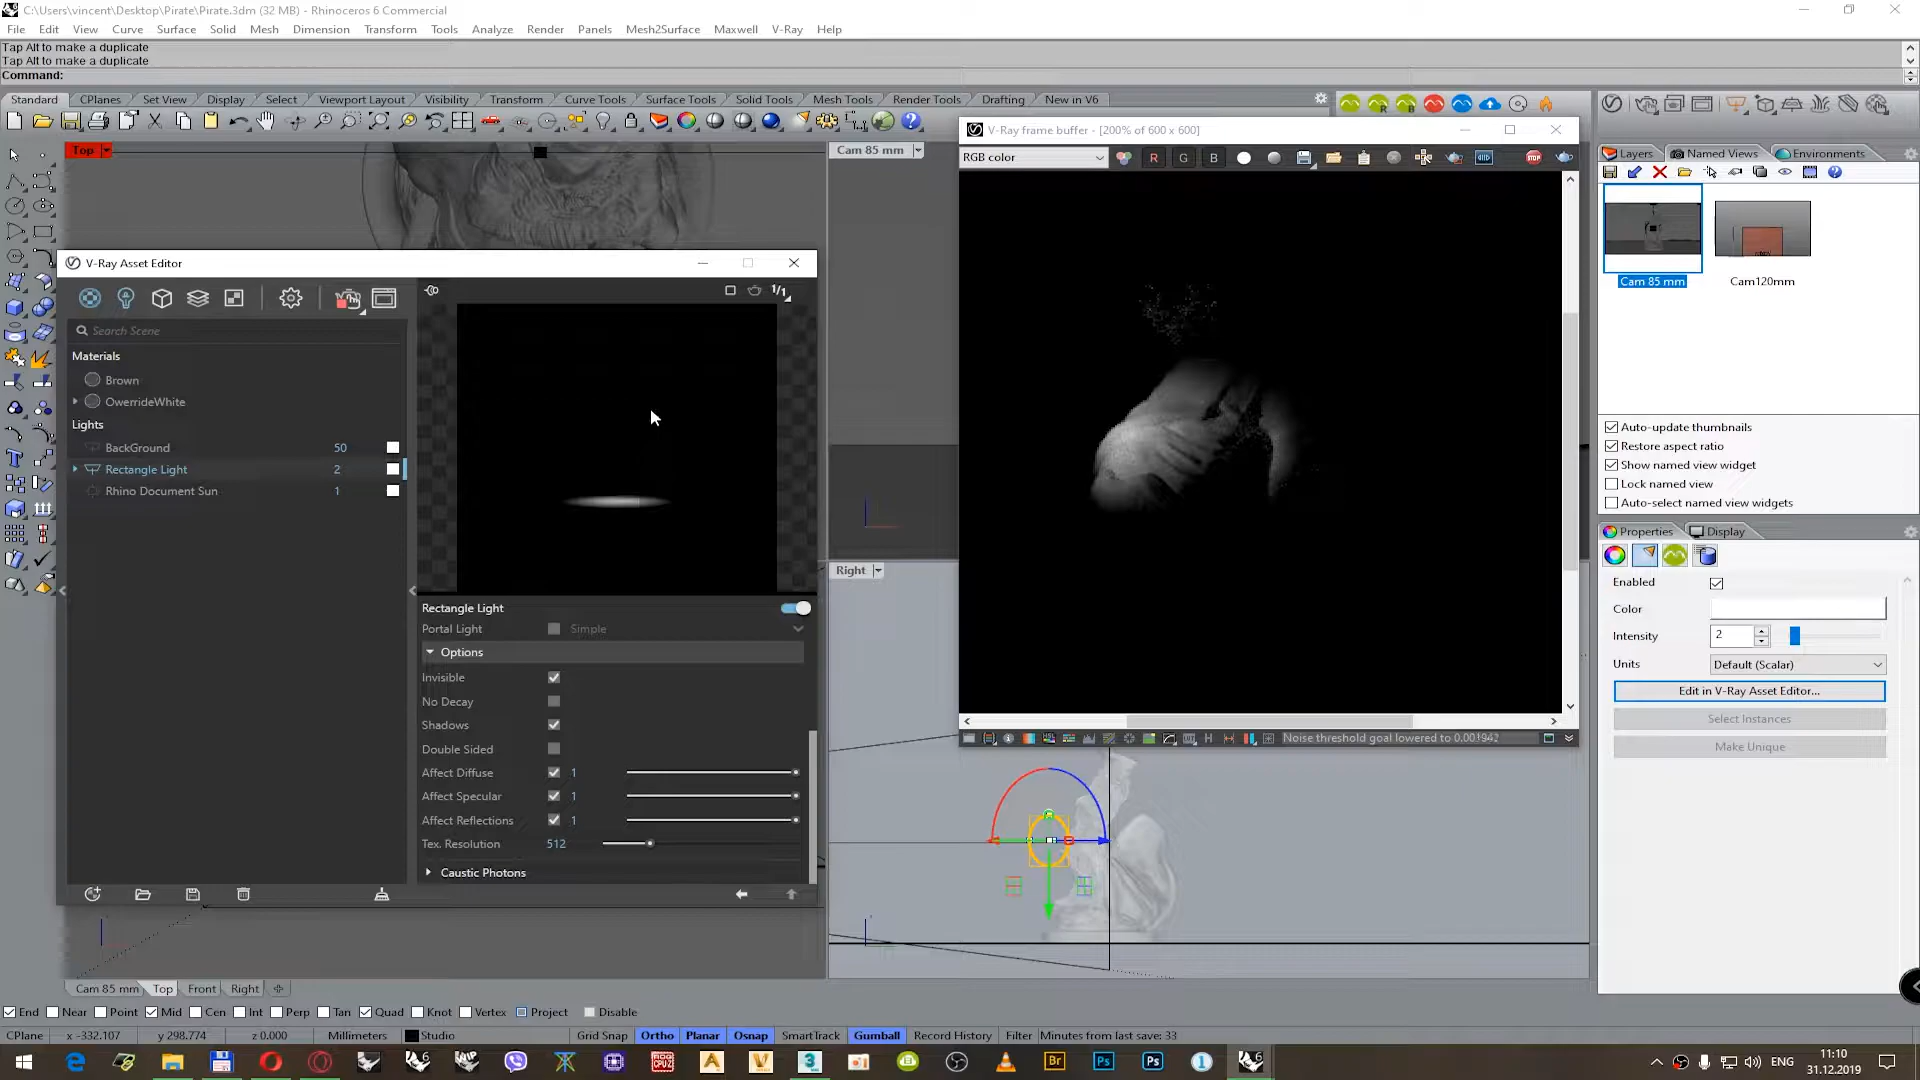 C:\Users\vincent\Desktop\Pirate\Pirate.3dm (32 MB) - Rhinoceros 6 Commercial
File Edit View Curve Surface Solid Mesh Dimension Transform Tools Analyze Render Panels Mesh2Surface Maxwell V-Ray Help
Tap Alt to make a duplicate
Tap Alt to make a duplicate
Command:
Standard CPlanes Set View Display Select Viewport Layout Visibility Transform Curve Tools Surface Tools Solid Tools Mesh Tools Render Tools Drafting New in V6
Top
Cam 85 mm
V-Ray frame buffer - [200% of 600 x 600]
RGB color
R G B
Layers Named Views Environments
Cam 85 mm
Cam120mm
Auto-update thumbnails
Restore aspect ratio
Show named view widget
Lock named view
Auto-select named view widgets
Properties Display
Enabled
Color
Intensity 2
Units Default (Scalar)
Edit in V-Ray Asset Editor...
Select Instances
Make Unique
V-Ray Asset Editor
1/1
Search Scene
Materials
Brown
OwerrideWhite
Lights
BackGround 50
Rectangle Light 2
Rhino Document Sun 1
Rectangle Light
Portal Light Simple
Options
Invisible
No Decay
Shadows
Double Sided
Affect Diffuse 1
Affect Specular 1
Affect Reflections 1
Tex. Resolution 512
Caustic Photons
Right
Noise threshold goal lowered to 0.001942
Cam 85 mm Top Front Right
End Near Point Mid Cen Int Perp Tan Quad Knot Vertex Project Disable
CPlane x -332.107 y 298.774 z 0.000 Millimeters Studio Grid Snap Ortho Planar Osnap SmartTrack Gumball Record History Filter Minutes from last save: 33
ENG
11:10
31.12.2019